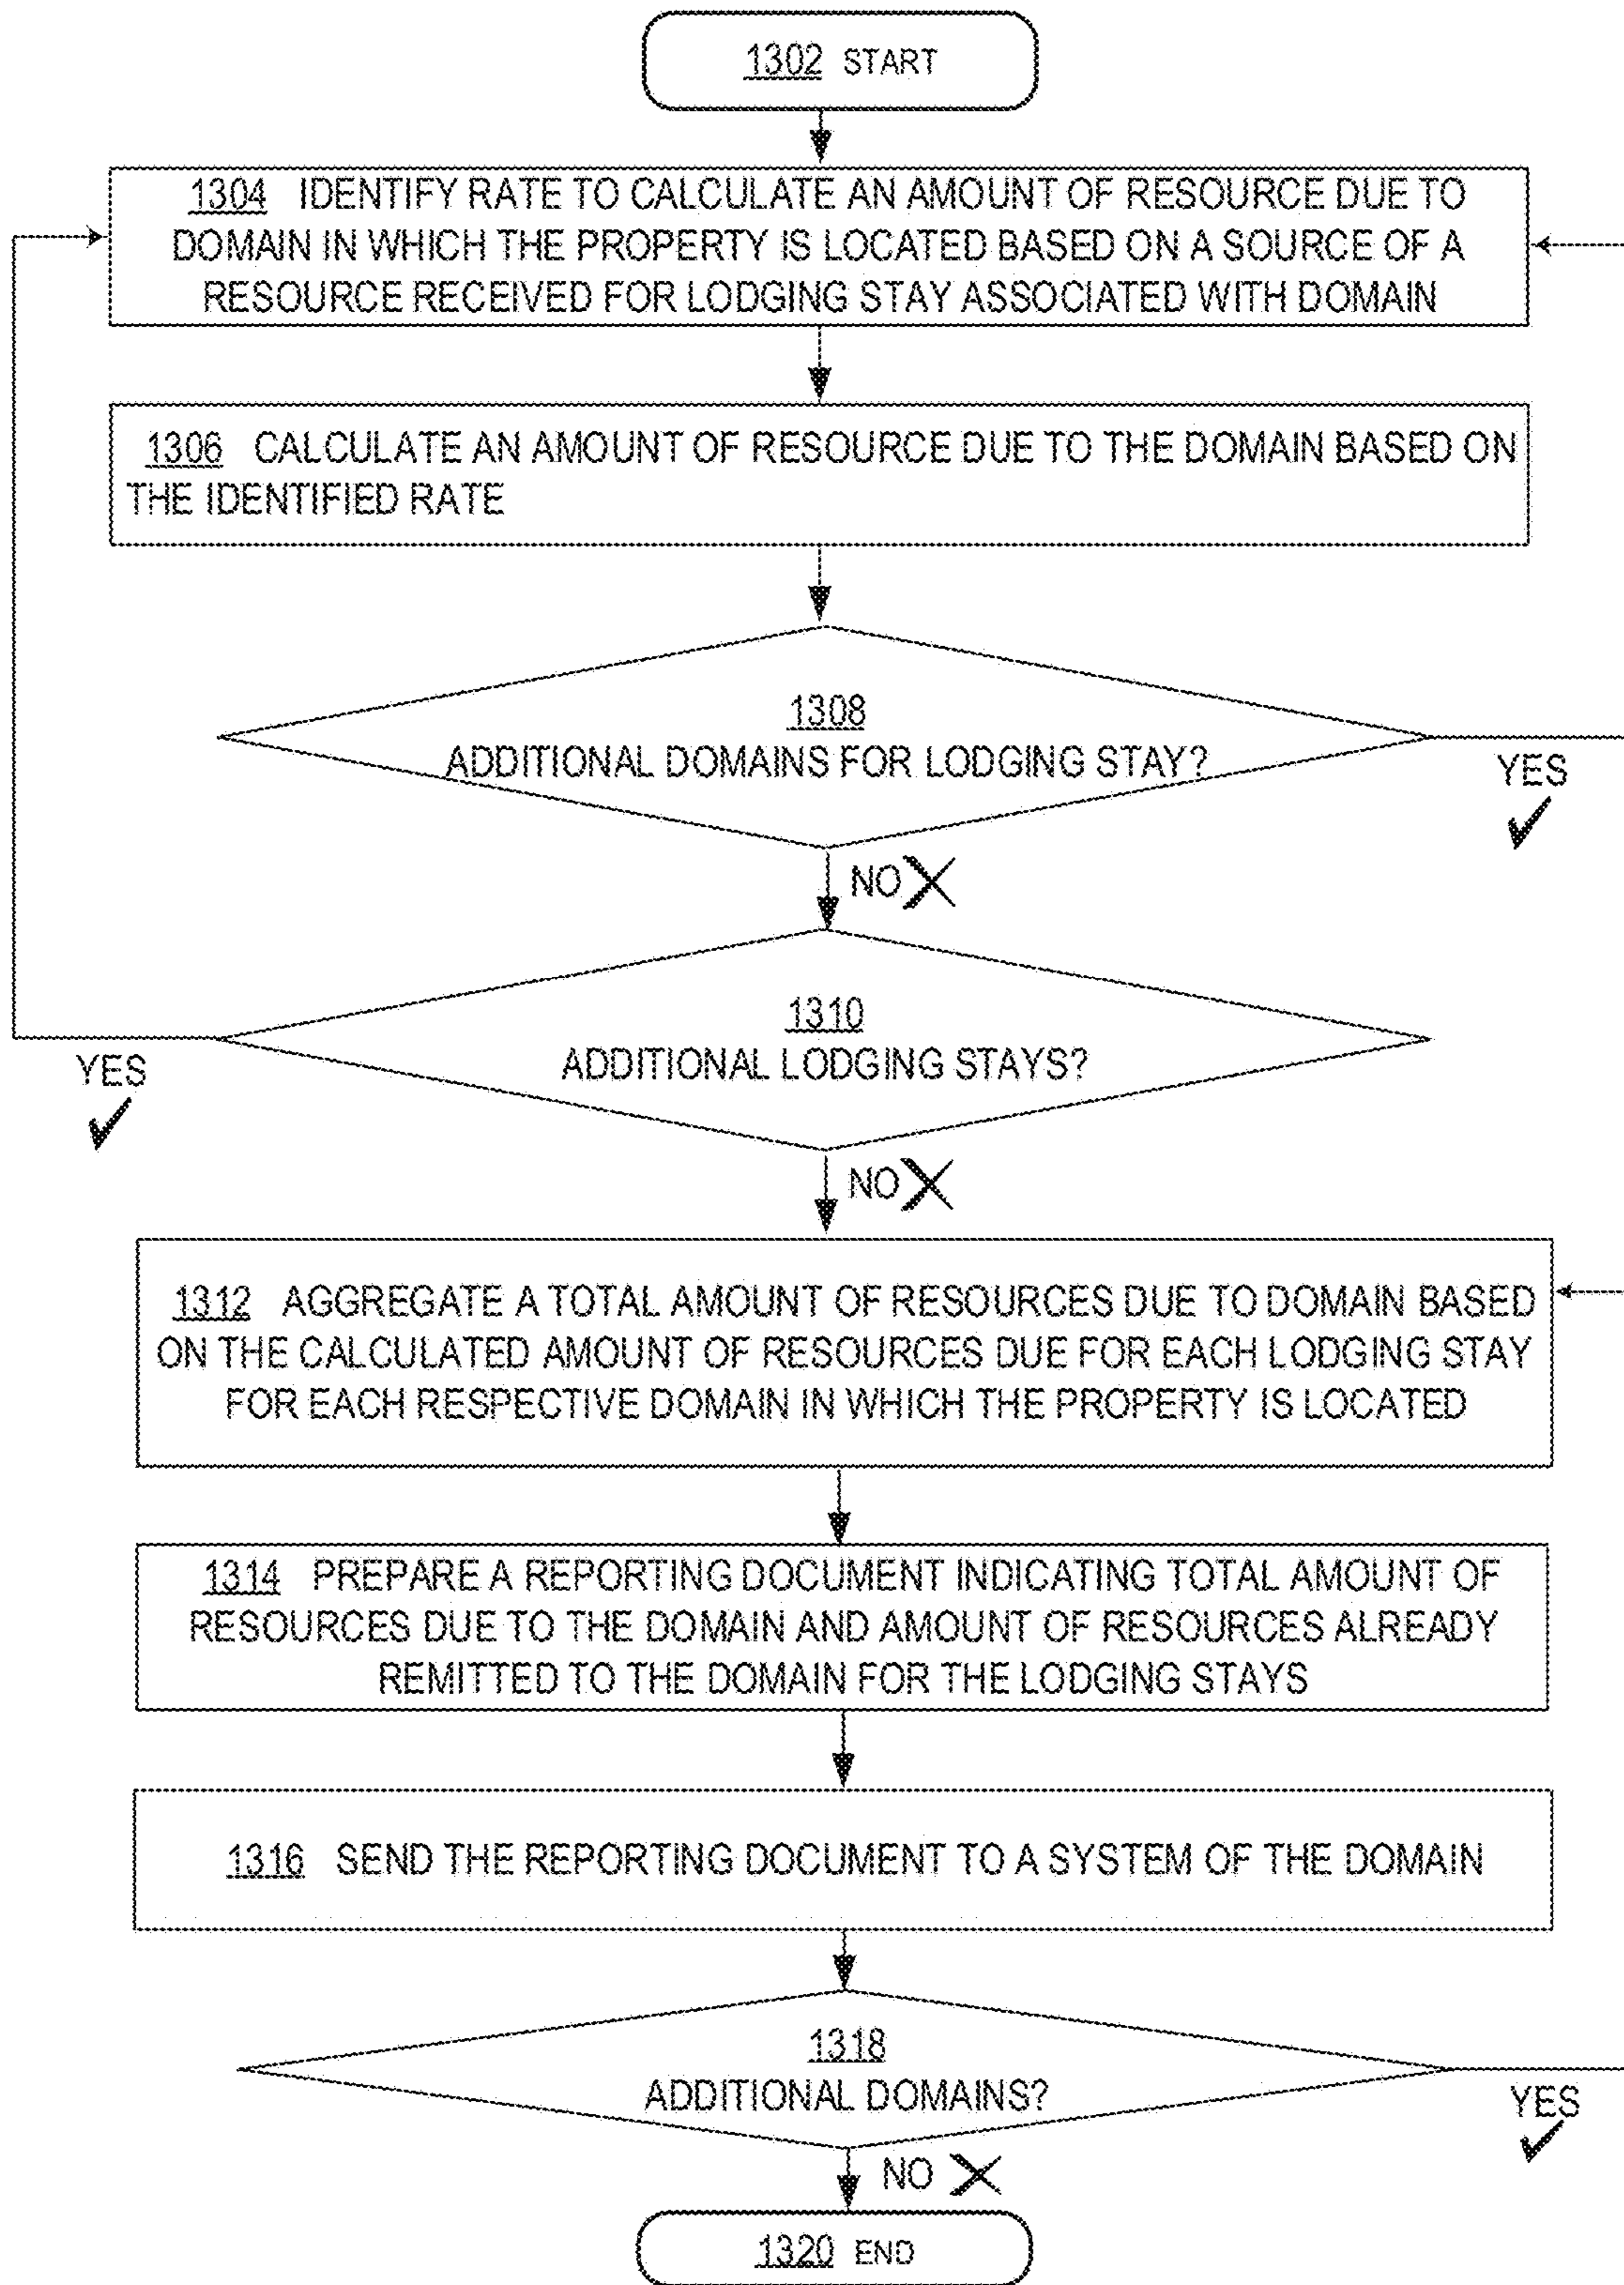 1302 START
1304 IDENTIFY RATE TO CALCULATE AN AMOUNT OF RESOURCE DUE TO
DOMAIN IN WHICH THE PROPERTY IS LOCATED BASED ON A SOURCE OF A
RESOURCE RECEIVED FOR LODGING STAY ASSOCIATED WITH DOMAIN
1306 CALCULATE AN AMOUNT OF RESOURCE DUE TO THE DOMAIN BASED ON
THE IDENTIFIED RATE
1308
ADDITIONAL DOMAINS FOR LODGING STAY?
YES
NO
1310
ADDITIONAL LODGING STAYS?
YES
NO
1312 AGGREGATE A TOTAL AMOUNT OF RESOURCES DUE TO DOMAIN BASED
ON THE CALCULATED AMOUNT OF RESOURCES DUE FOR EACH LODGING STAY
FOR EACH RESPECTIVE DOMAIN IN WHICH THE PROPERTY IS LOCATED
1314 PREPARE A REPORTING DOCUMENT INDICATING TOTAL AMOUNT OF
RESOURCES DUE TO THE DOMAIN AND AMOUNT OF RESOURCES ALREADY
REMITTED TO THE DOMAIN FOR THE LODGING STAYS
1316 SEND THE REPORTING DOCUMENT TO A SYSTEM OF THE DOMAIN
1318
ADDITIONAL DOMAINS?
YES
NO
1320 END